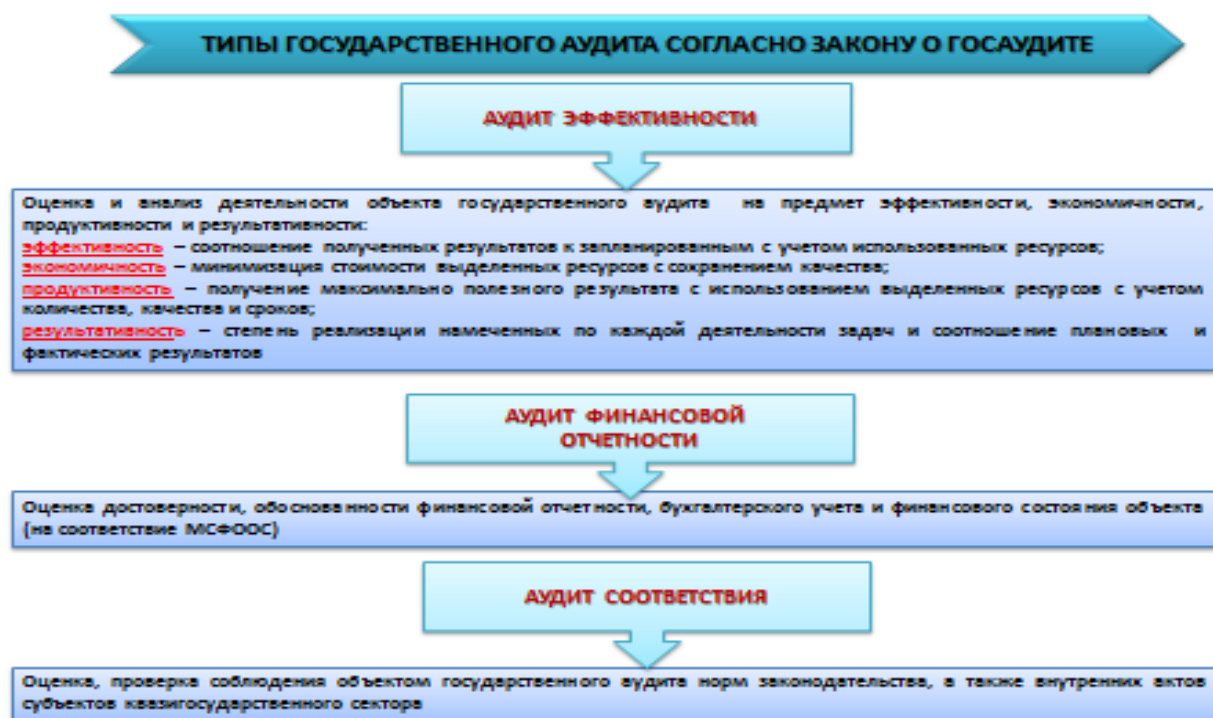 ТИПЫ ГОСУДАРСТВЕННОГО АУДИТА СОГЛАСНО ЗАКОНУ О ГОСАУДИТЕ
АУДИТ ЭФФЕКТИВНОСТИ
Оценка и анализ деятельности объекта государственного аудита на предмет эффективности, экономичности,
продуктивности и результативности:
эффективность – соотношение полученных результатов к запланированным с учетом использованных ресурсов;
экономичность – минимизация стоимости выделенных ресурсов с сохранением качества;
продуктивность – получение максимально полезного результата с использованием выделенных ресурсов с учетом
количества, качества и сроков;
результативность – степень реализации намеченных по каждой деятельности задач и соотношение плановых и
фактических результатов
АУДИТ ФИНАНСОВОЙ
ОТЧЕТНОСТИ
Оценка достоверности, обоснованности финансовой отчетности, бухгалтерского учета и финансового состояния объекта
(на соответствие МСФООС)
АУДИТ СООТВЕТСТВИЯ
Оценка, проверка соблюдения объектом государственного аудита норм законодательства, а также внутренних актов
субъектов квазигосударственного сектора